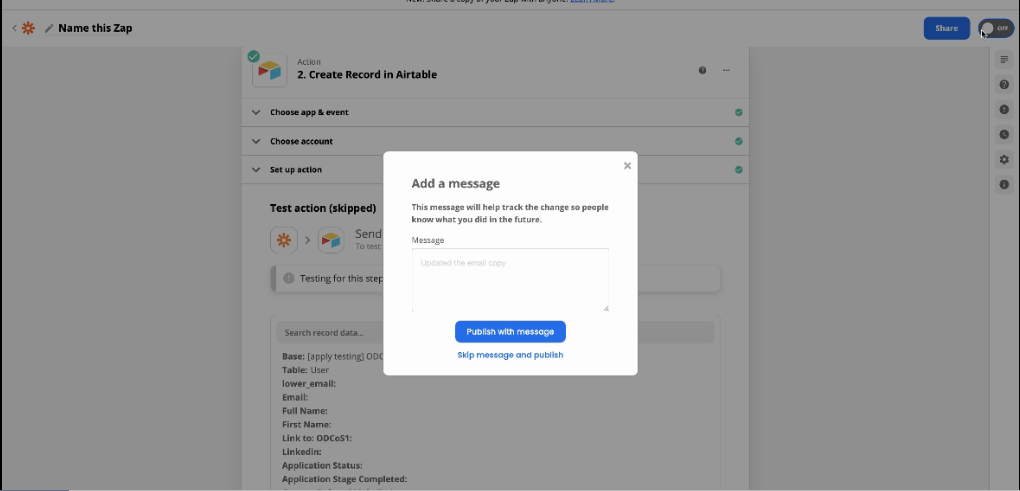 New: Share a copy of your Zap with anyone. Learn More.
Name this Zap
Share
OFF
Action
2. Create Record in Airtable
Choose app & event
Choose account
Set up action
Test action (skipped)
Send
To test
Testing for this step
Search record data...
Base: [apply testing] ODC
Table: User
lower_email:
Email:
Full Name:
First Name:
Link to: ODCoS1:
Linkedin:
Application Status:
Application Stage Completed:
Add a message
This message will help track the change so people
know what you did in the future.
Message
Updated the email copy
Publish with message
Skip message and publish